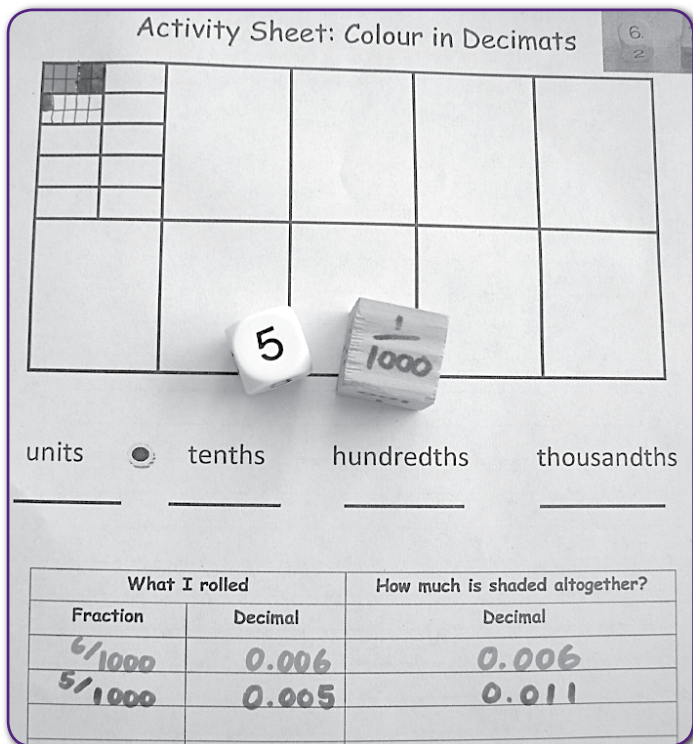 Activity Sheet: Colour in Decimats
6.
2
5
1
1000
units tenths hundredths thousandths
What I rolled How much is shaded altogether?
Fraction Decimal Decimal
6/1000 0.006 0.006
5/1000 0.005 0.011